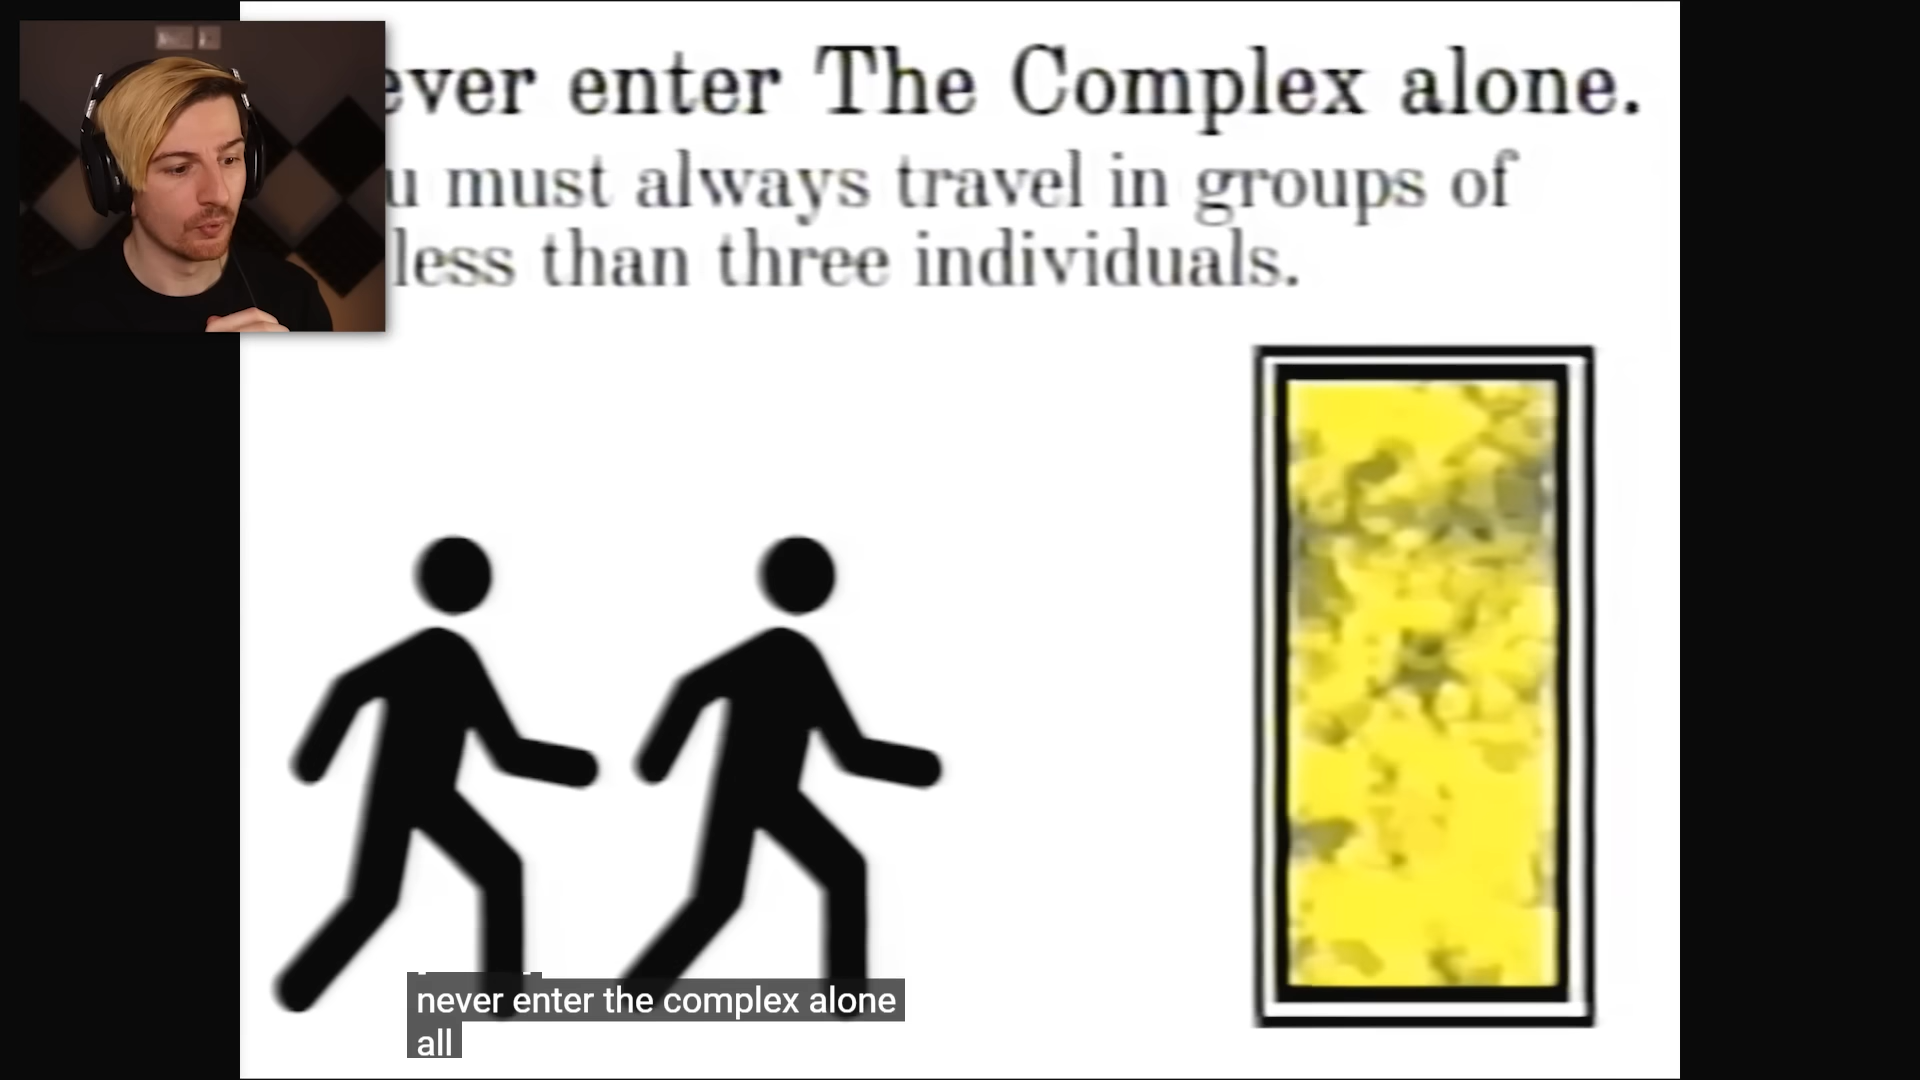 ever enter The Complex alone.
u must always travel in groups of
less than three individuals.
never enter the complex alone
all